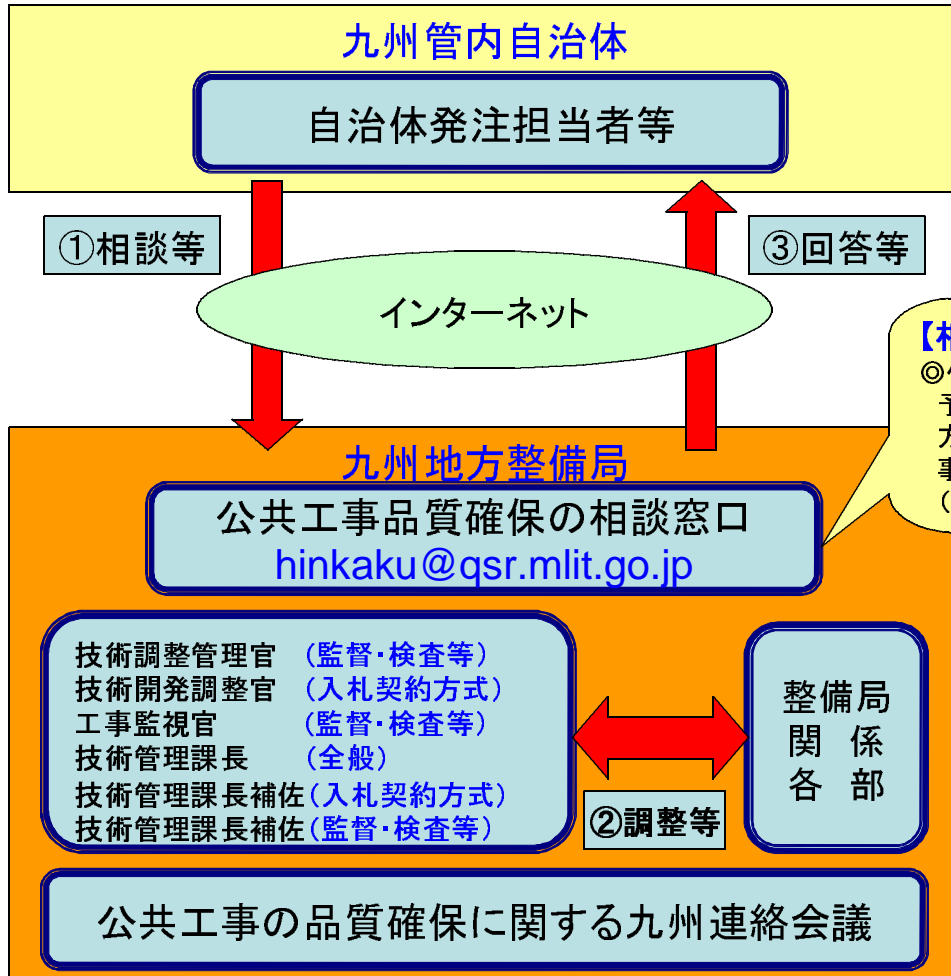 九州管内自治体
自治体発注担当者等
①相談等
③回答等
インターネット
【相
◎
予
方
事
（
九州地方整備局
公共工事品質確保の相談窓口
hinkaku@qsr.mlit.go.jp
技術調整管理官 （監督・検査等）
技術開発調整官 （入札契約方式）
工事監視官 （監督・検査等）
技術管理課長 （全般）
技術管理課長補佐（入札契約方式）
技術管理課長補佐（監督・検査等）
②調整等
整備局
関 係
各 部
公共工事の品質確保に関する九州連絡会議